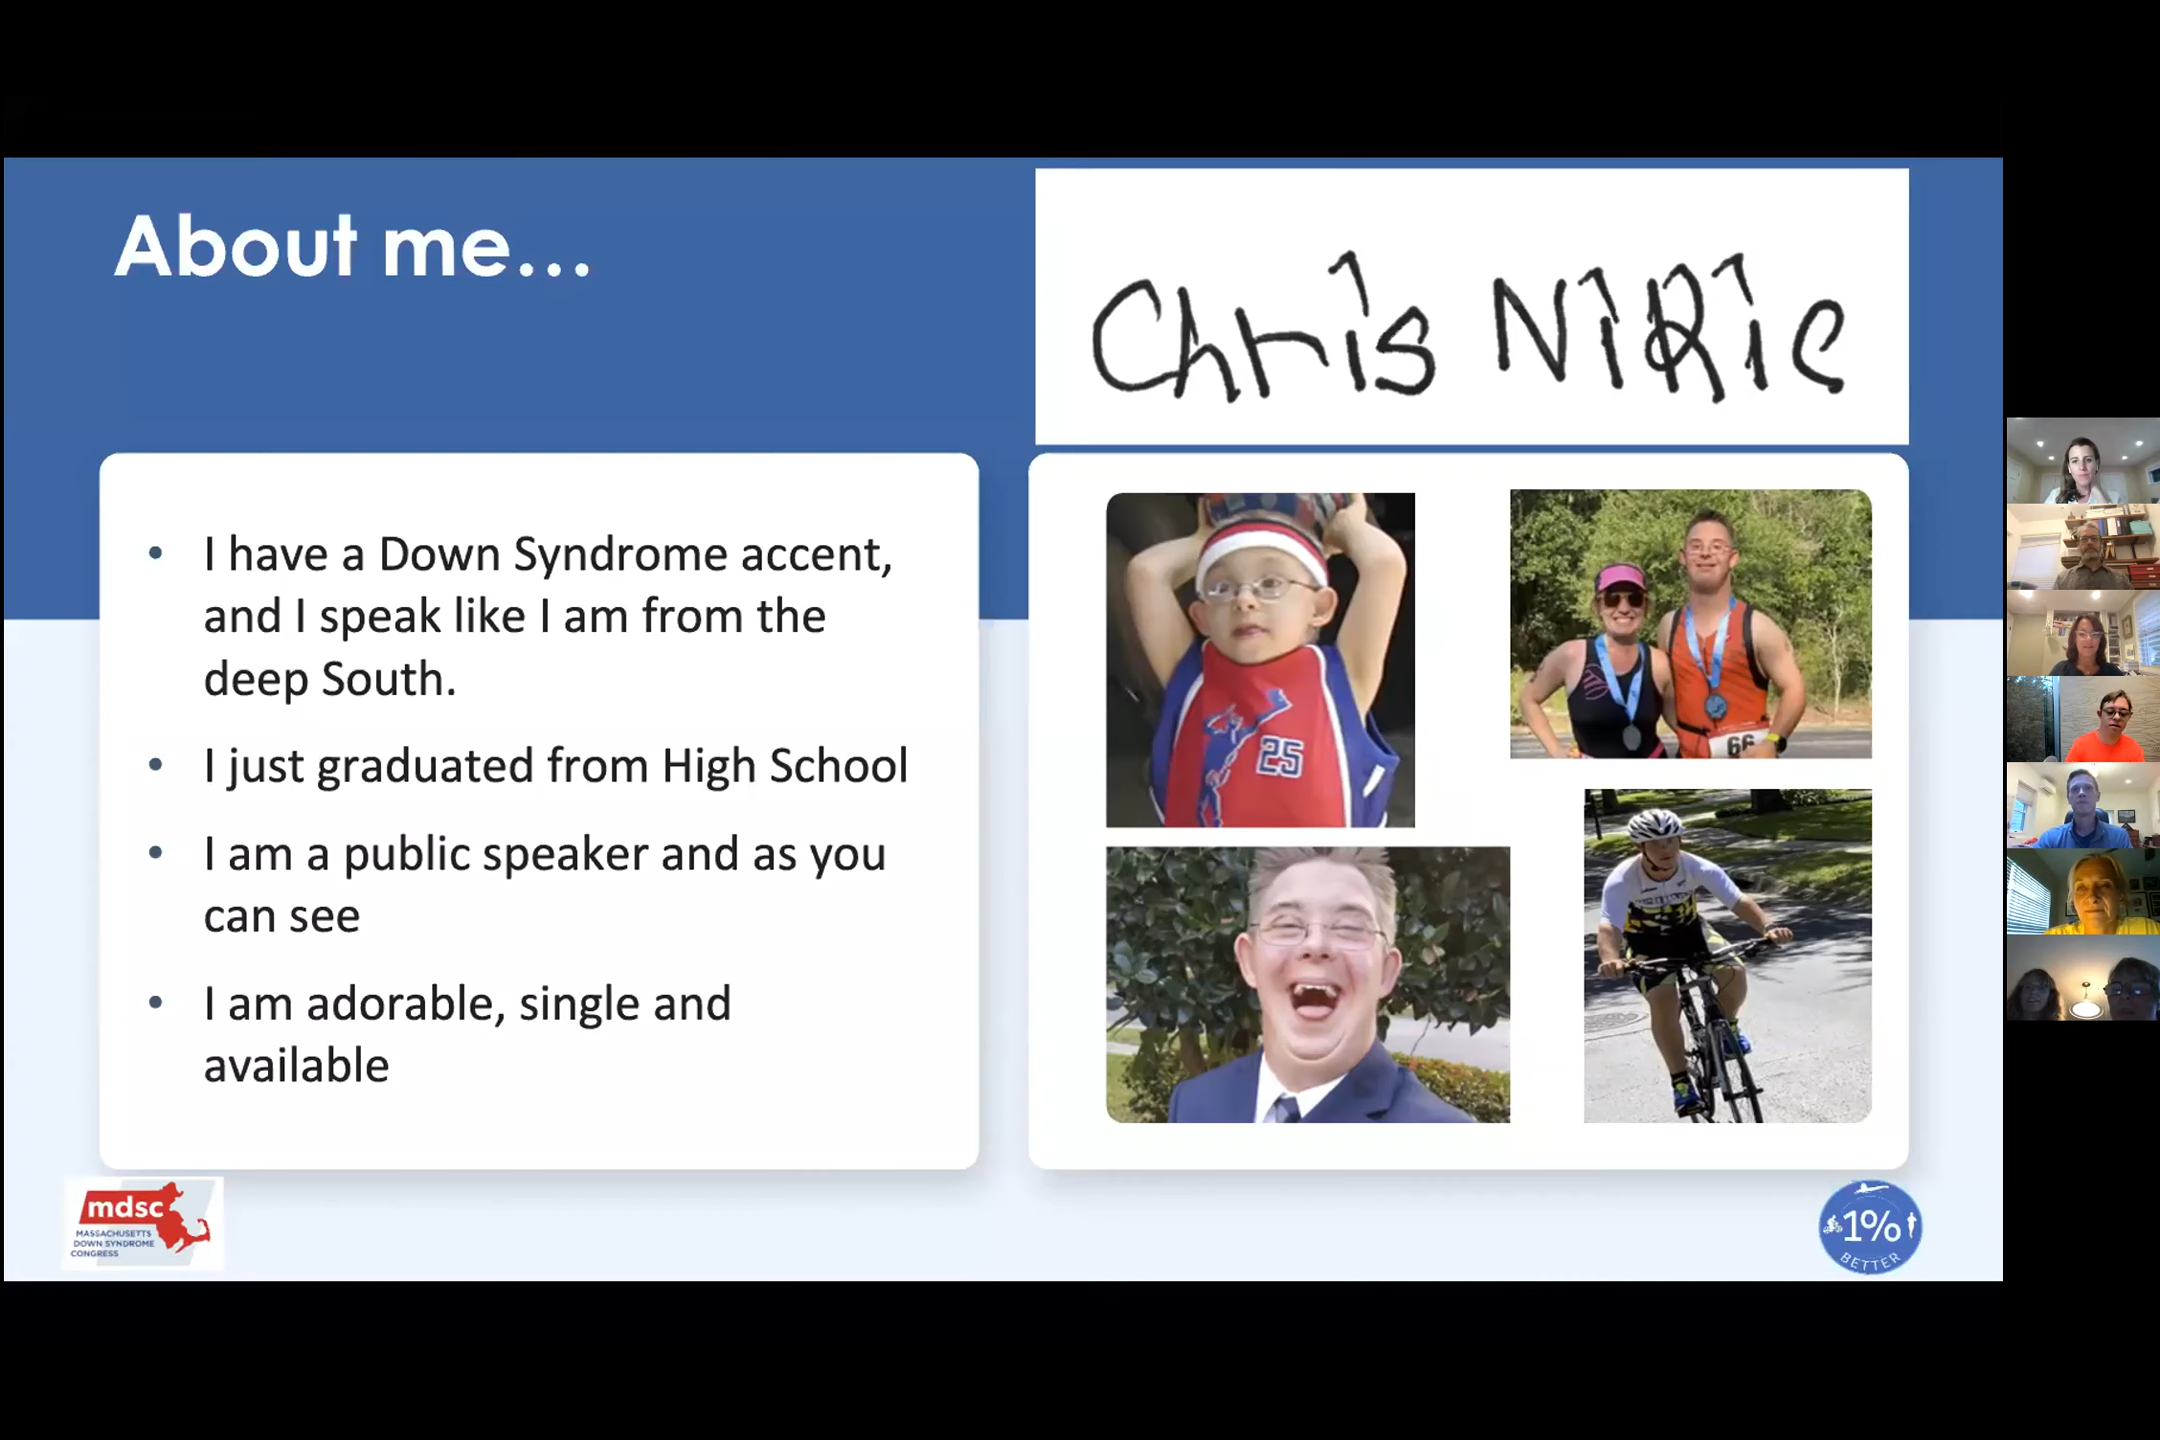 About me...
Chris Nikic
• I have a Down Syndrome accent,
and I speak like I am from the
deep South.
• I just graduated from High School
• I am a public speaker and as you
can see
• I am adorable, single and
available
25
66
mdsc
MASSACHUSETTS
DOWN SYNDROME
CONGRESS
1%
BETTER